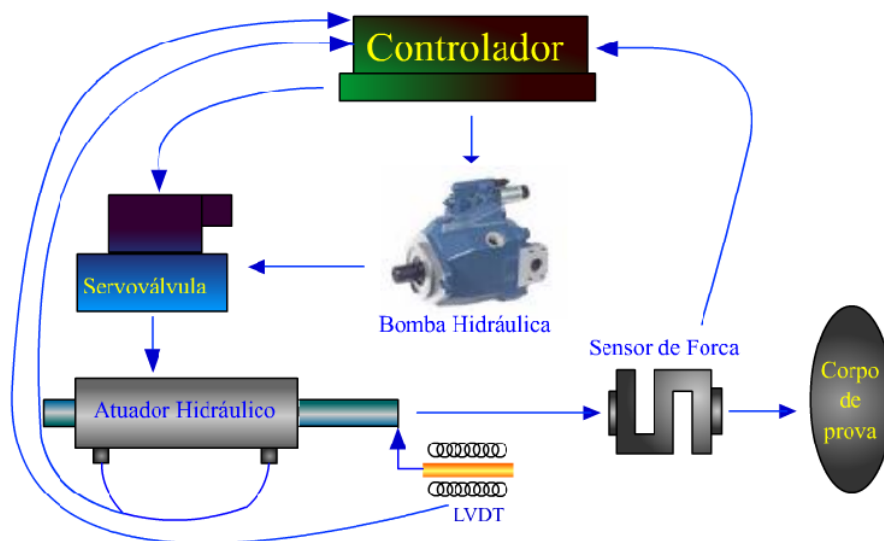 Controlador
Servoválvula
Bomba Hidráulica
Sensor de Forca
Atuador Hidráulico
Corpo
de
prova
LVDT